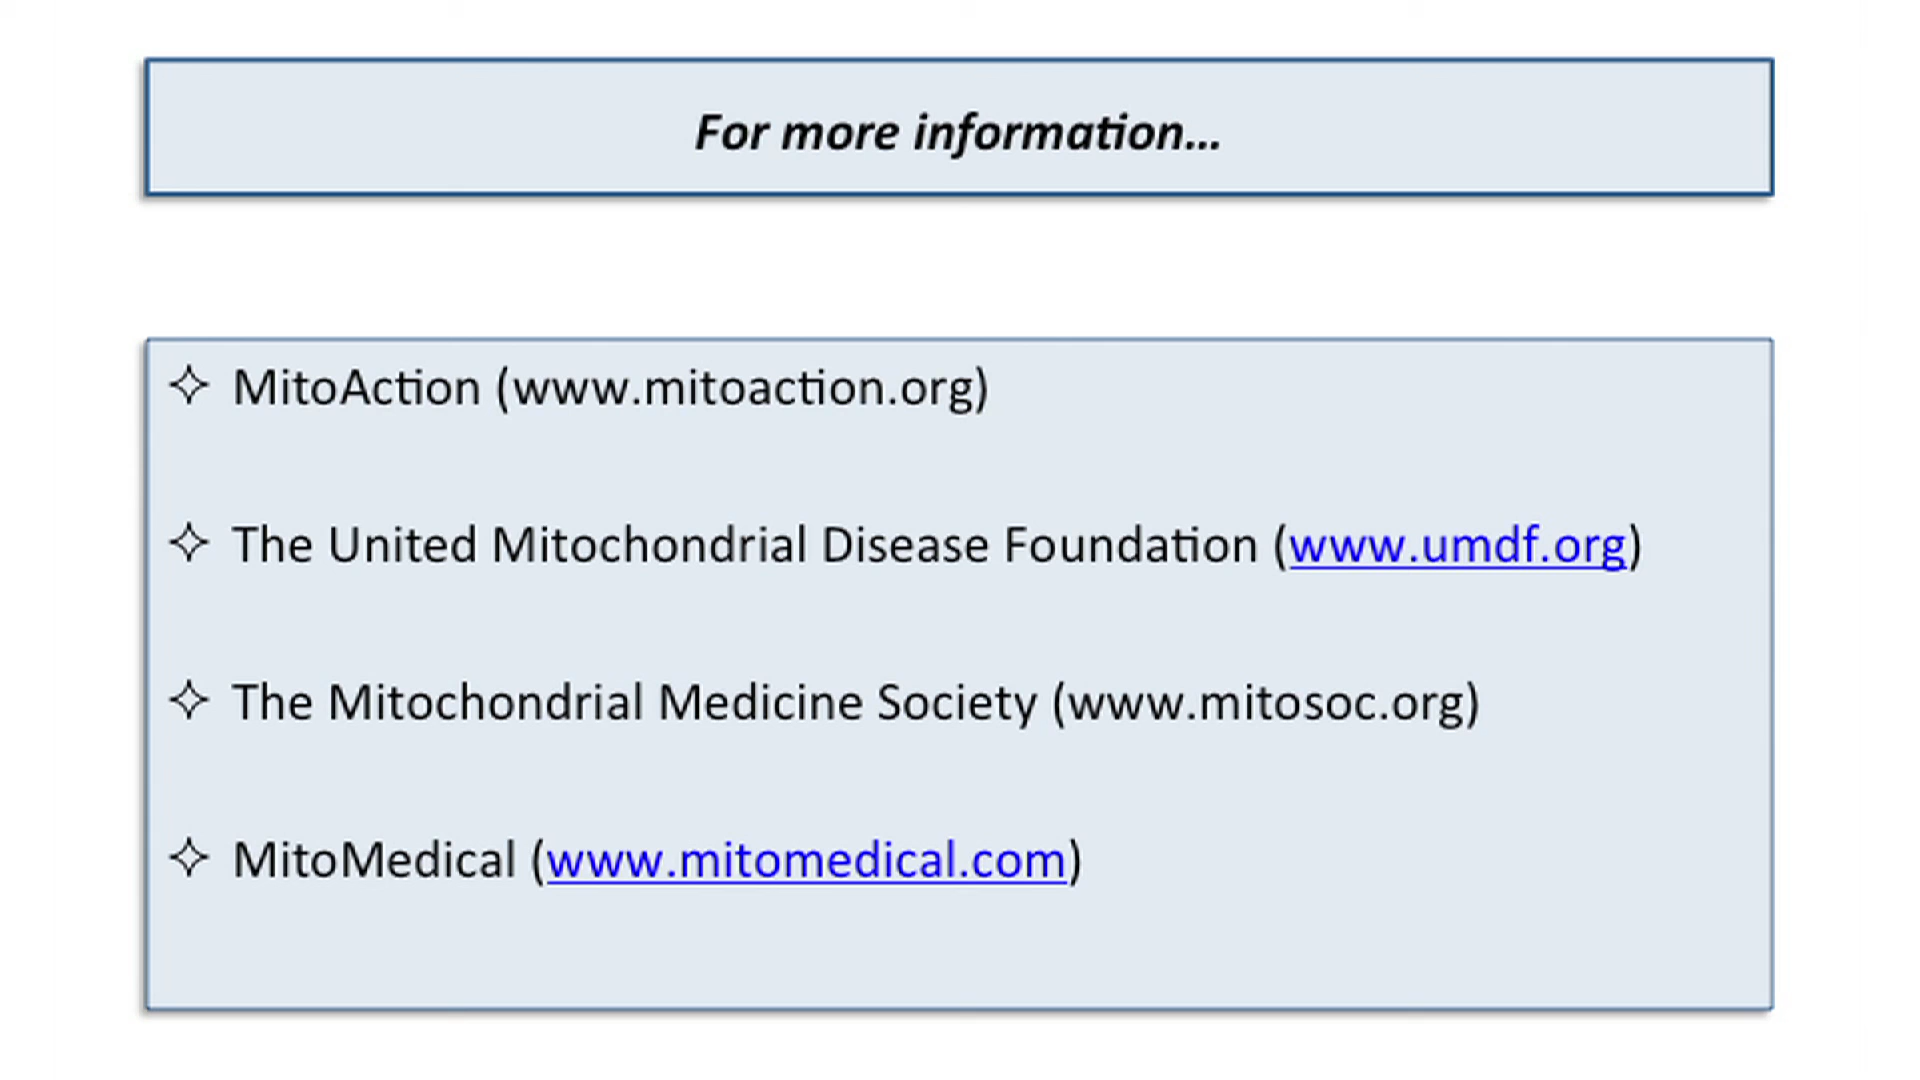 For more information...
✧ MitoAction (www.mitoaction.org)
✧ The United Mitochondrial Disease Foundation (www.umdf.org)
✧ The Mitochondrial Medicine Society (www.mitosoc.org)
✧ MitoMedical (www.mitomedical.com)